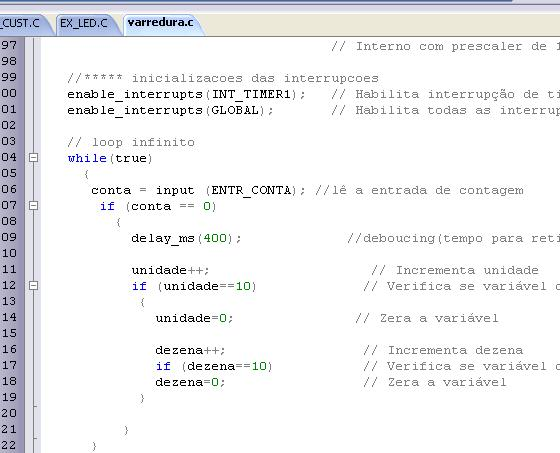 _CUST.C EX_LED.C varredura.c
97 // Interno com prescaler de 1
98
99 //***** inicializacoes das interrupcoes
00 enable_interrupts(INT_TIMER1); // Habilita interrupção de ti
01 enable_interrupts(GLOBAL); // Habilita todas as interrup
02
03 // loop infinito
04 while(true)
05 {
06 conta = input (ENTR_CONTA); //lê a entrada de contagem
07 if (conta == 0)
08 {
09 delay_ms(400); //deboucing(tempo para reti
10
11 unidade++; // Incrementa unidade
12 if (unidade==10) // Verifica se variável c
13 {
14 unidade=0; // Zera a variável
15
16 dezena++; // Incrementa dezena
17 if (dezena==10) // Verifica se variável c
18 dezena=0; // Zera a variável
19 }
20
21 }
22 }